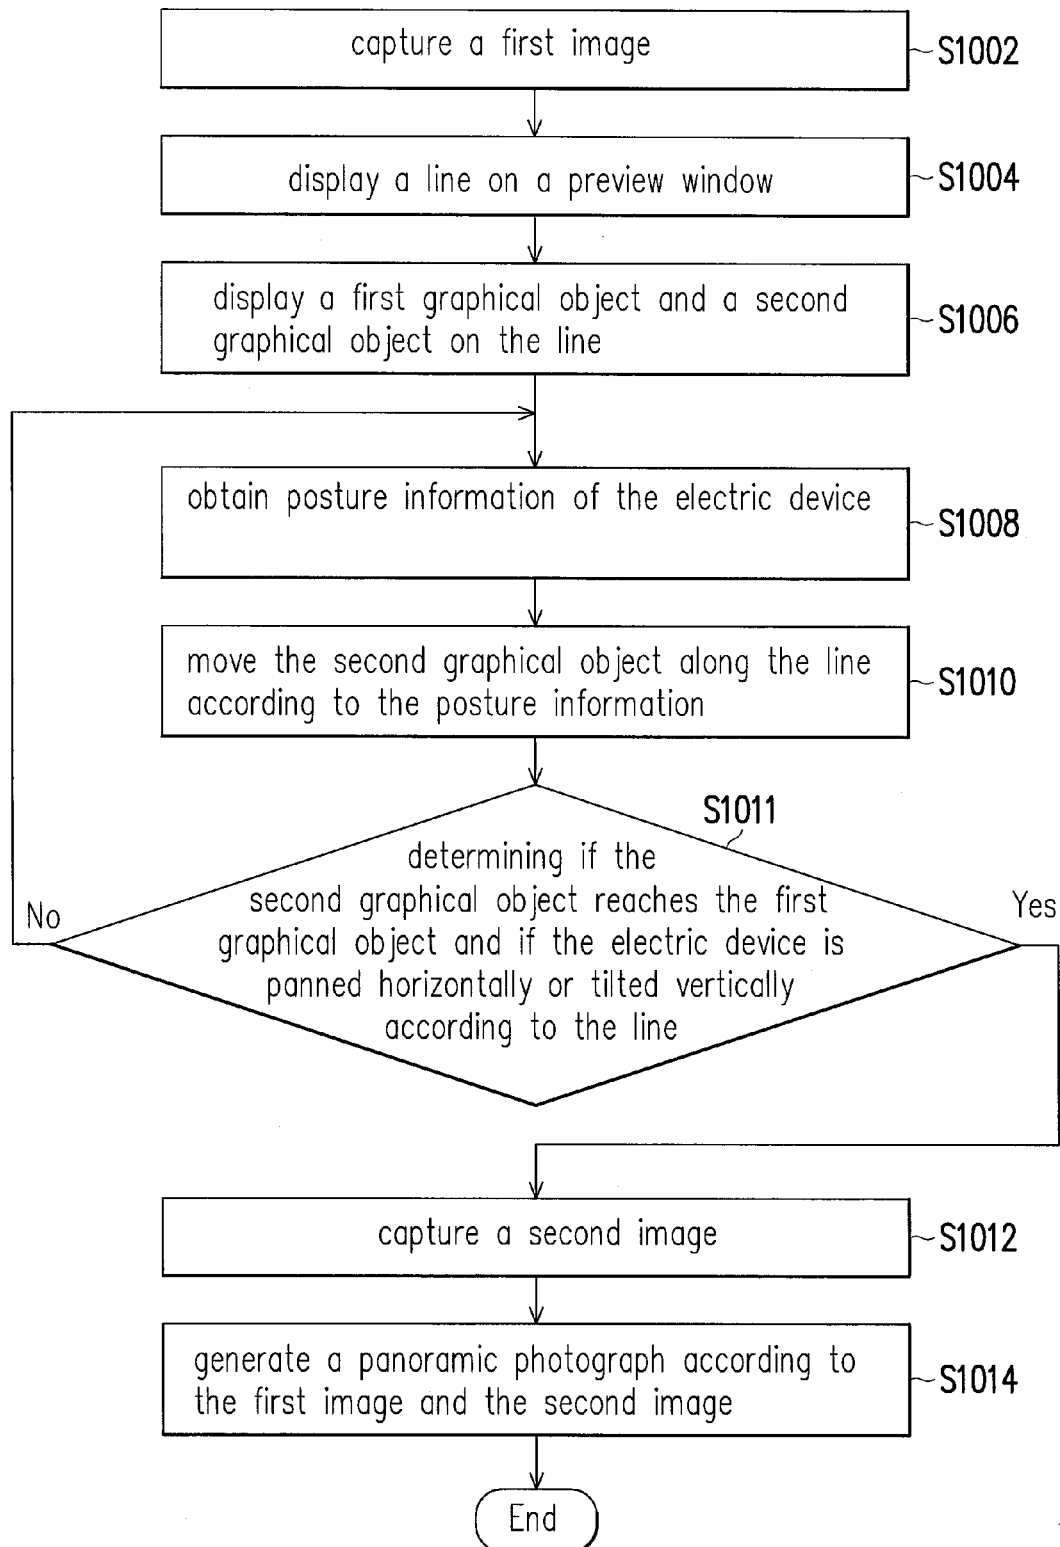 capture a first image
S1002
display a line on a preview window
S1004
display a first graphical object and a second
graphical object on the line
S1006
obtain posture information of the electric device
S1008
move the second graphical object along the line
according to the posture information
S1010
S1011
determining if the
second graphical object reaches the first
graphical object and if the electric device is
panned horizontally or tilted vertically
according to the line
No
Yes
capture a second image
S1012
generate a panoramic photograph according to
the first image and the second image
S1014
End